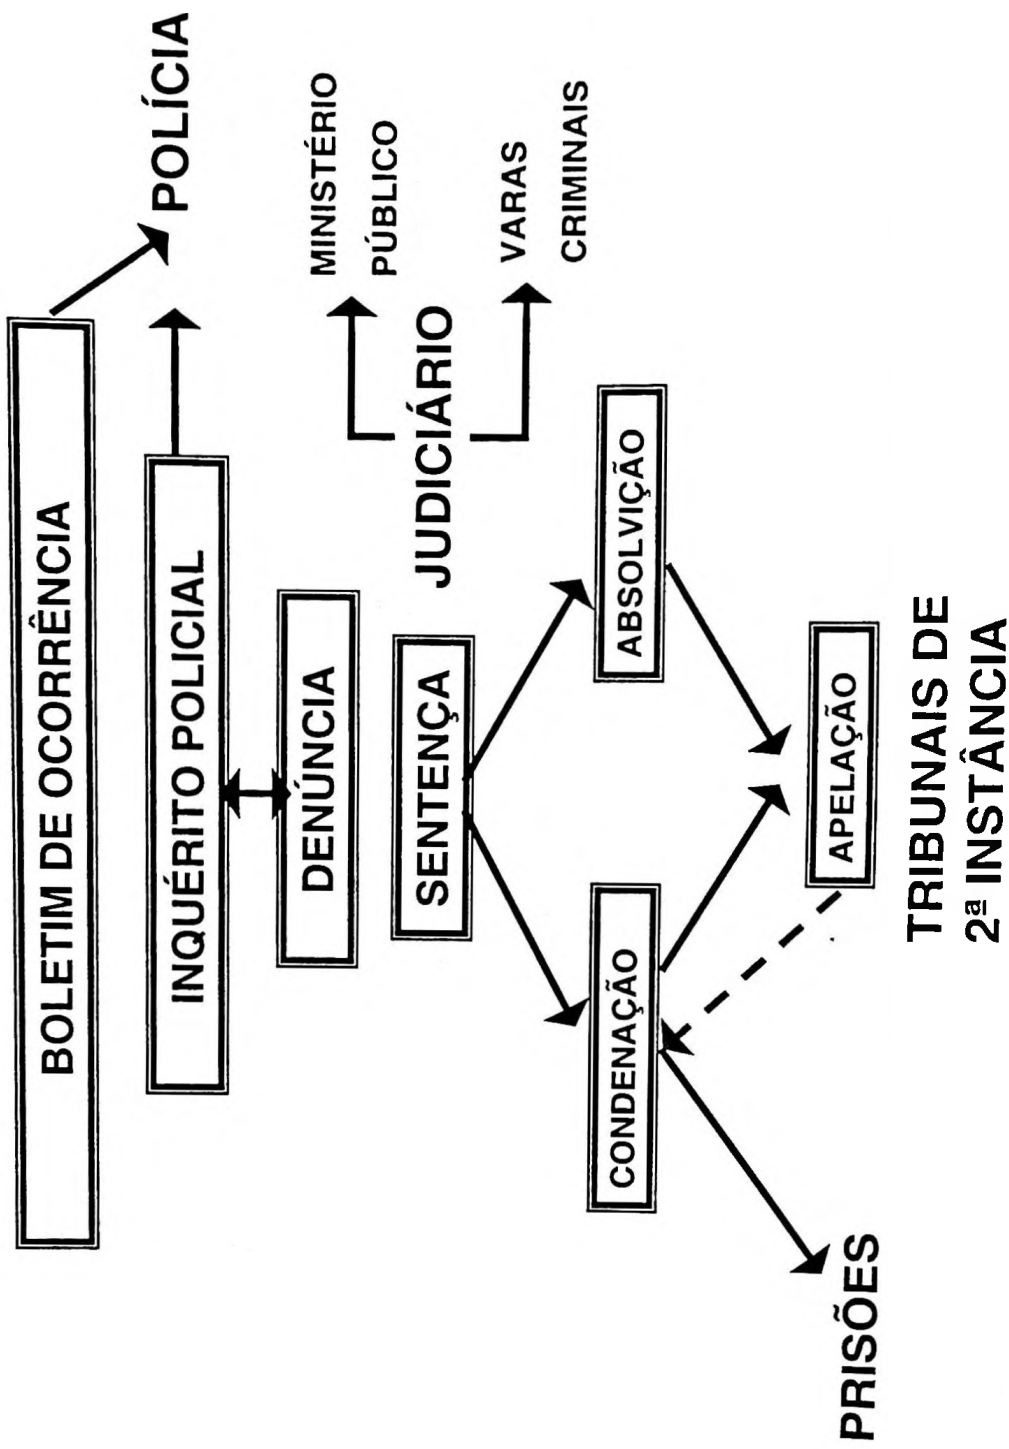 BOLETIM DE OCORRÊNCIA
POLÍCIA
INQUÉRITO POLICIAL
DENÚNCIA
MINISTÉRIO
PÚBLICO
SENTENÇA
JUDICIÁRIO
VARAS
CRIMINAIS
CONDENAÇÃO
ABSOLVIÇÃO
PRISÕES
APELAÇÃO
TRIBUNAIS DE
2ª INSTÂNCIA